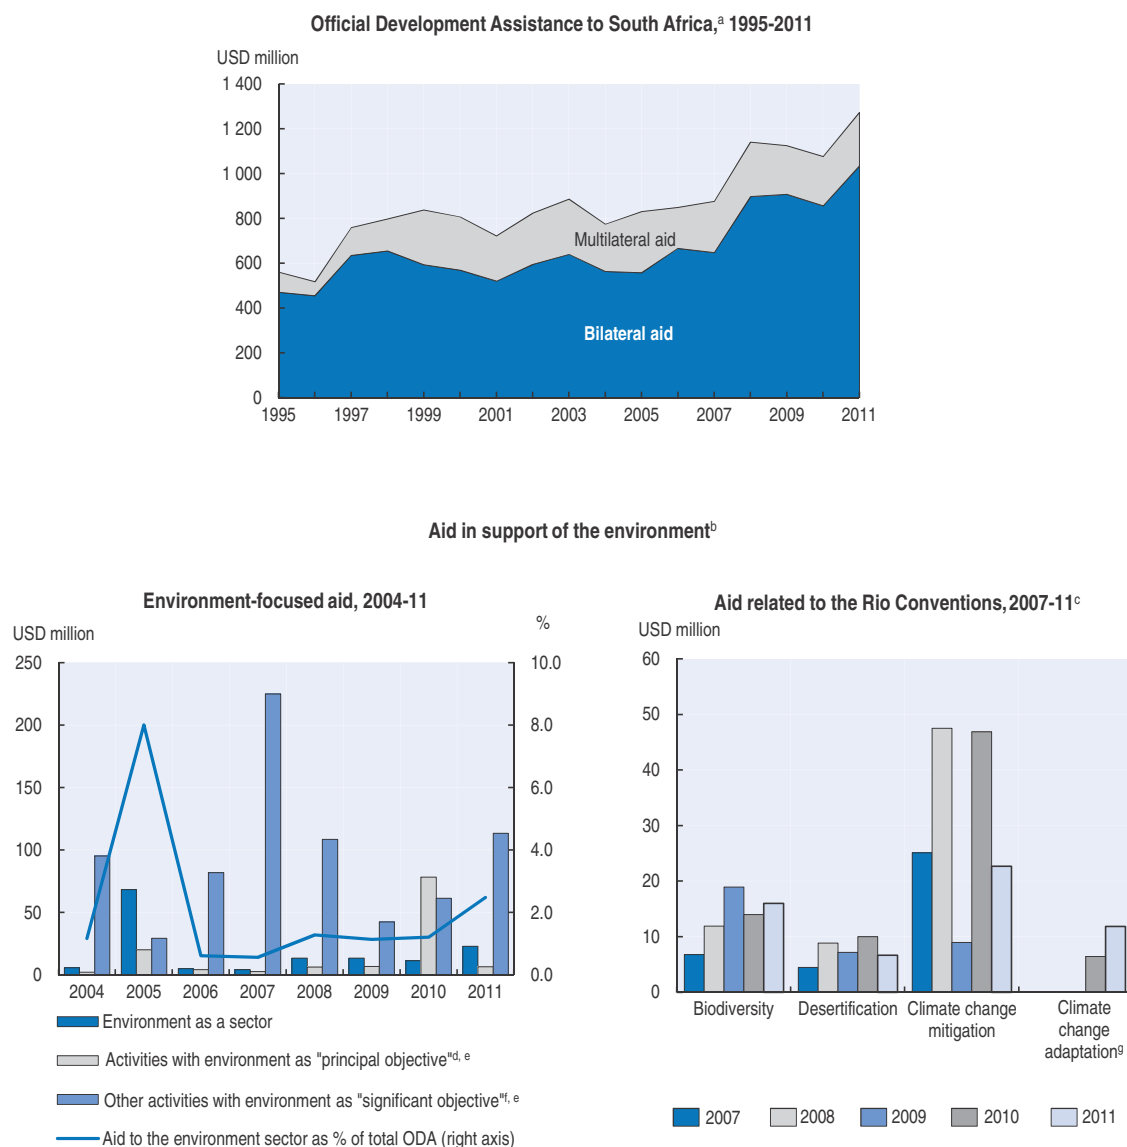 Official Development Assistance to South Africa,ᵃ 1995-2011
USD million
1 400
1 200
1 000
800
600
400
200
0
Multilateral aid
Bilateral aid
1995 1997 1999 2001 2003 2005 2007 2009 2011
Aid in support of the environmentᵇ
Environment-focused aid, 2004-11
USD million
%
250
200
150
100
50
0
10.0
8.0
6.0
4.0
2.0
0.0
2004 2005 2006 2007 2008 2009 2010 2011
Environment as a sector
Activities with environment as "principal objective"ᵈ, ᵉ
Other activities with environment as "significant objective"ᶠ, ᵉ
Aid to the environment sector as % of total ODA (right axis)
Aid related to the Rio Conventions, 2007-11ᶜ
USD million
60
50
40
30
20
10
0
Biodiversity Desertification Climate change Climate
mitigation change
adaptationᵍ
2007 2008 2009 2010 2011